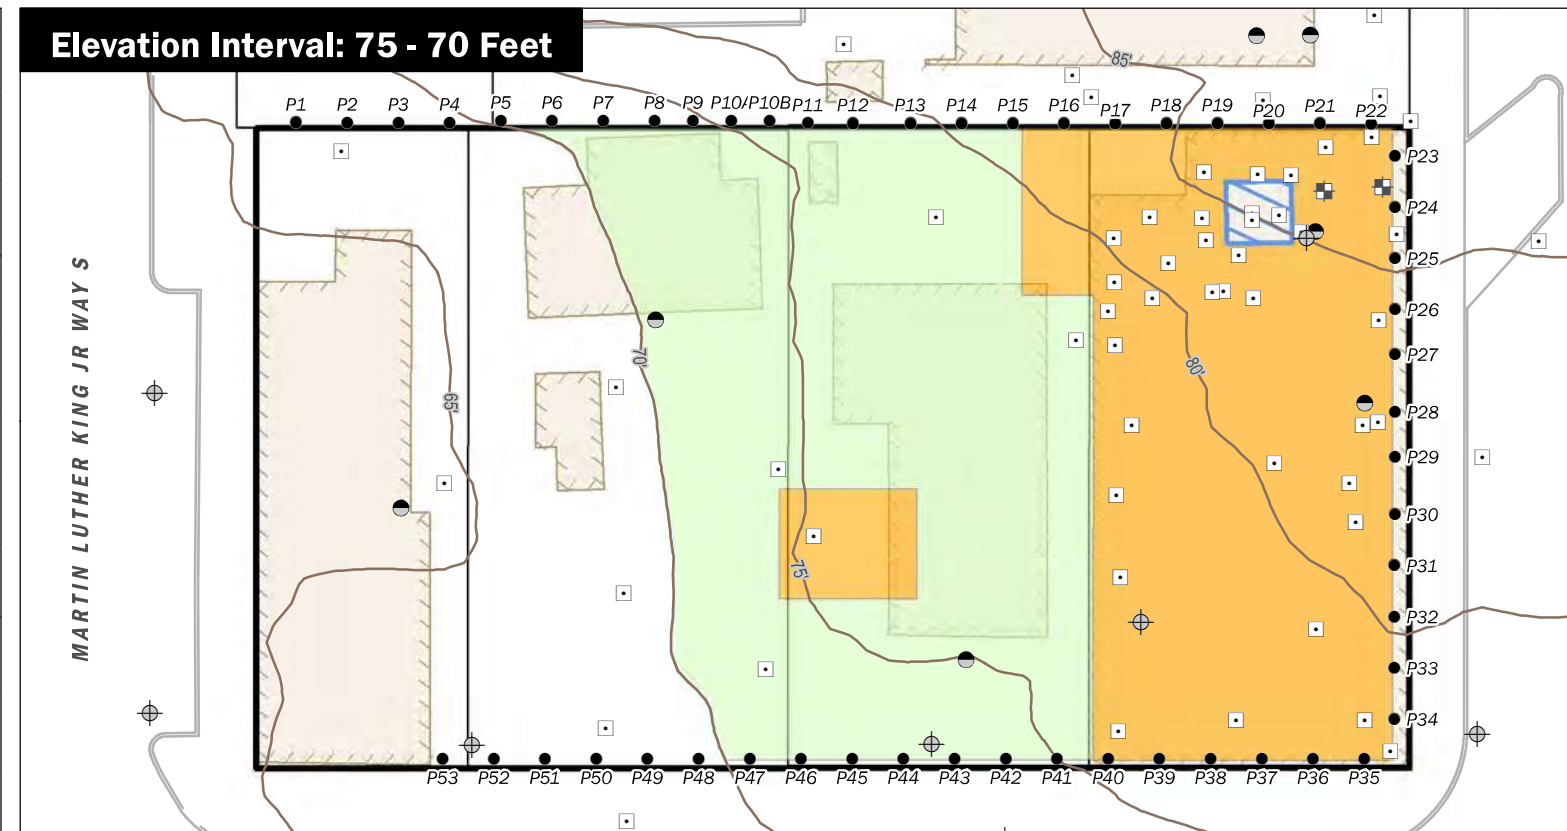 Elevation Interval: 75 - 70 Feet
85'
P1 P2 P3 P4 P5 P6 P7 P8 P9 P10A P10B P11 P12 P13 P14 P15 P16 P17 P18 P19 P20 P21 P22
P23
P24
P25
P26
P27
70'
80'
65'
P28
P29
P30
75'
P31
P32
P33
P34
MARTIN LUTHER KING JR WAY S
P53 P52 P51 P50 P49 P48 P47 P46 P45 P44 P43 P42 P41 P40 P39 P38 P37 P36 P35